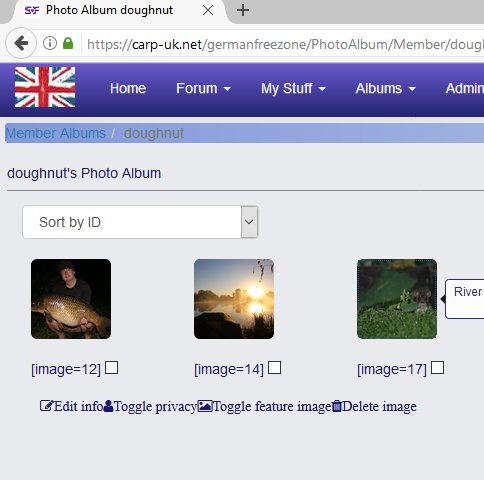 S&F Photo Album doughnut
https://carp-uk.net/germanfreezone/PhotoAlbum/Member/doug
Home Forum My Stuff Albums Admin
Member Albums / doughnut
doughnut's Photo Album
Sort by ID
River
[image=12] [image=14] [image=17]
Edit info Toggle privacy Toggle feature image Delete image